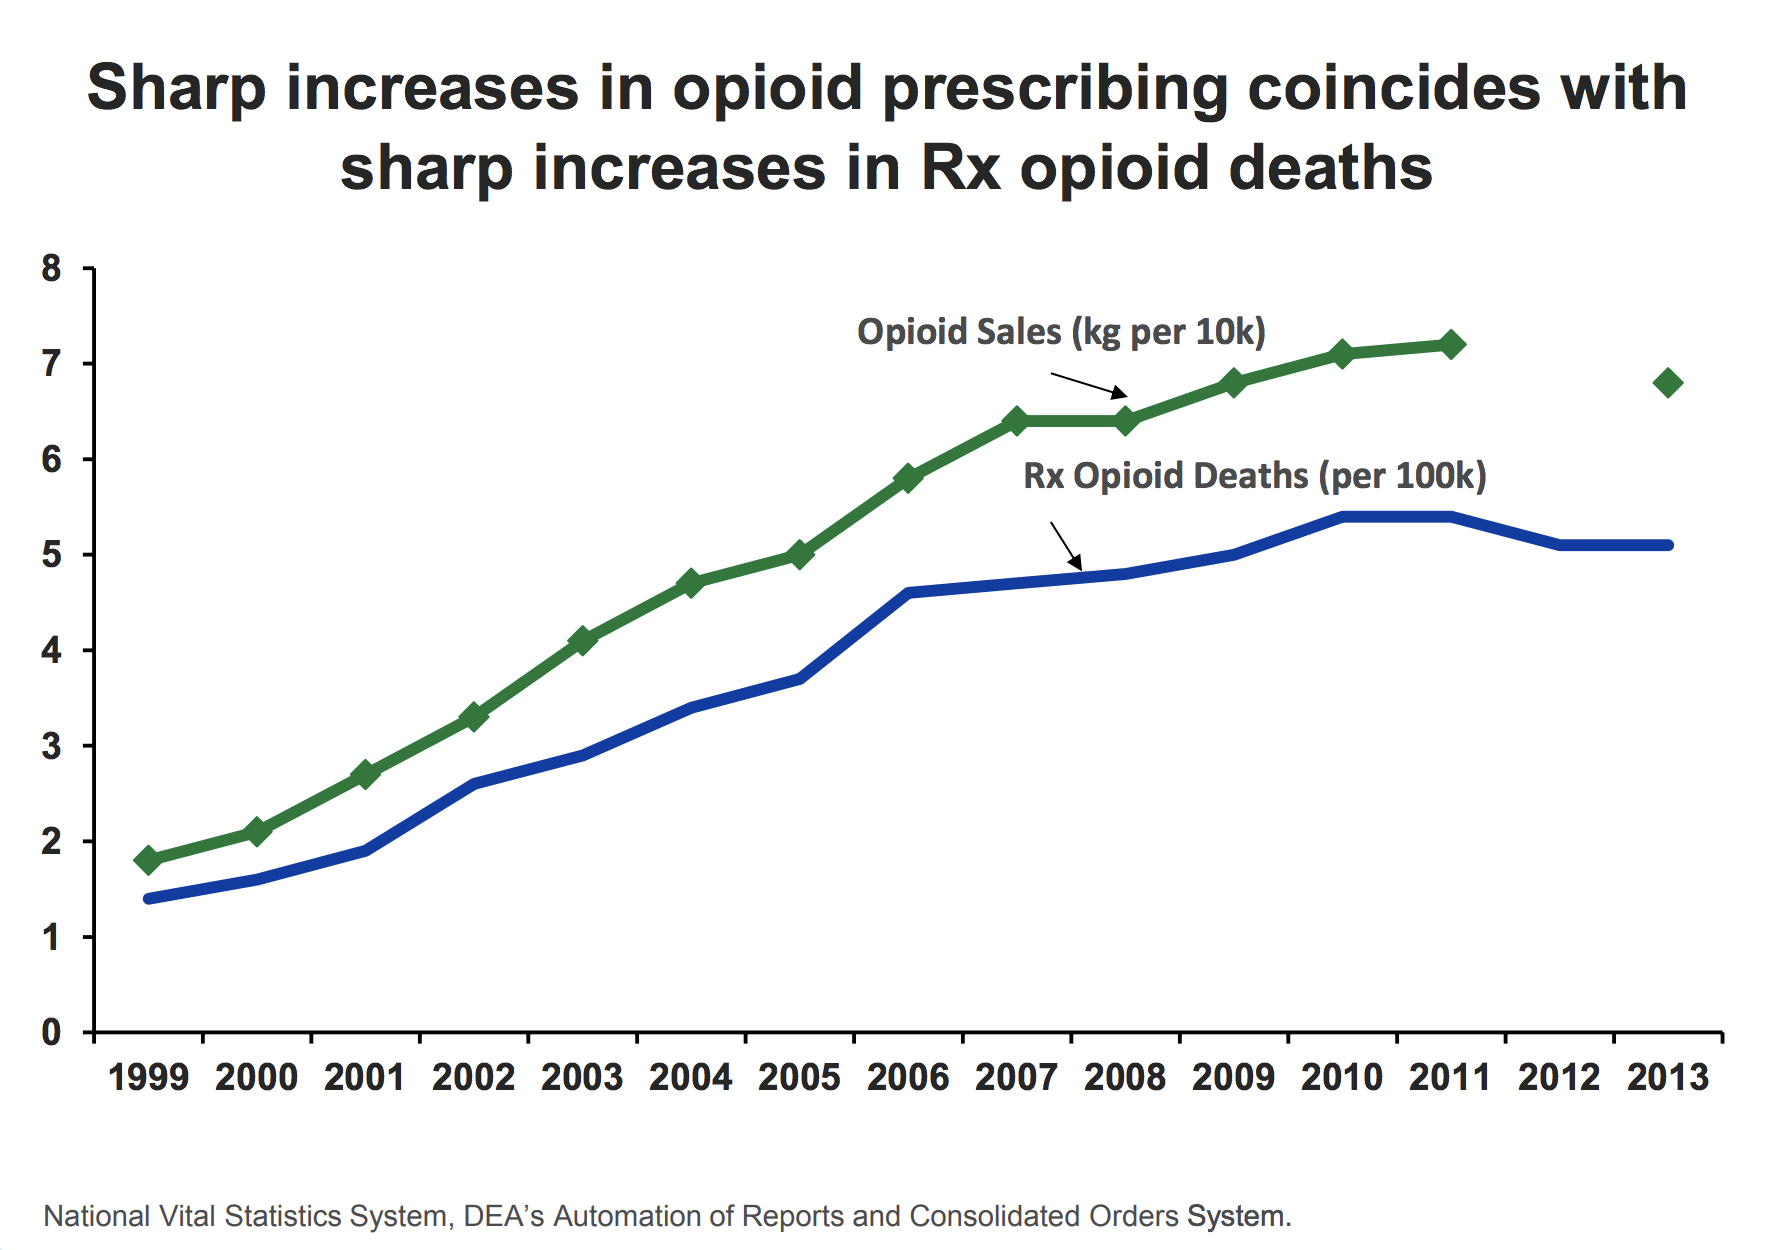 Sharp increases in opioid prescribing coincides with
sharp increases in Rx opioid deaths
8
7
6
5
4
3
2
1
0
Opioid Sales (kg per 10k)
Rx Opioid Deaths (per 100k)
1999 2000 2001 2002 2003 2004 2005 2006 2007 2008 2009 2010 2011 2012 2013
National Vital Statistics System, DEA’s Automation of Reports and Consolidated Orders System.